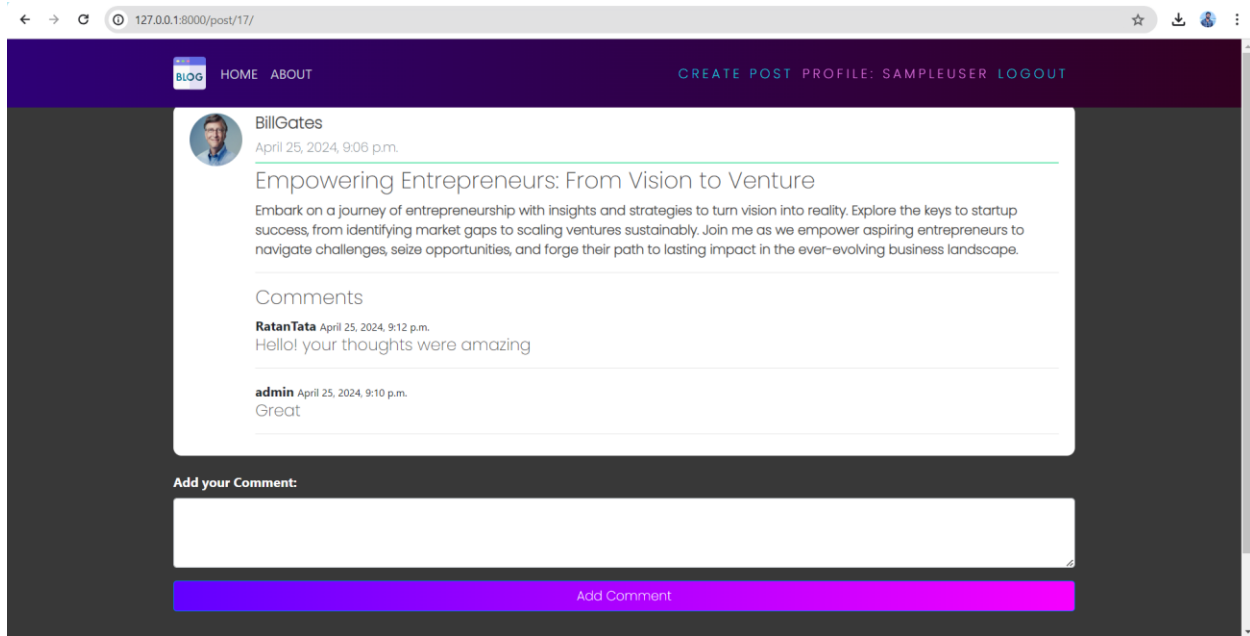 127.0.0.1:8000/post/17/
BLOG HOME ABOUT CREATE POST PROFILE: SAMPLEUSER LOGOUT
BillGates
April 25, 2024, 9:06 p.m.
Empowering Entrepreneurs: From Vision to Venture
Embark on a journey of entrepreneurship with insights and strategies to turn vision into reality. Explore the keys to startup
success, from identifying market gaps to scaling ventures sustainably. Join me as we empower aspiring entrepreneurs to
navigate challenges, seize opportunities, and forge their path to lasting impact in the ever-evolving business landscape.
Comments
RatanTata April 25, 2024, 9:12 p.m.
Hello! your thoughts were amazing
admin April 25, 2024, 9:10 p.m.
Great
Add your Comment:
Add Comment